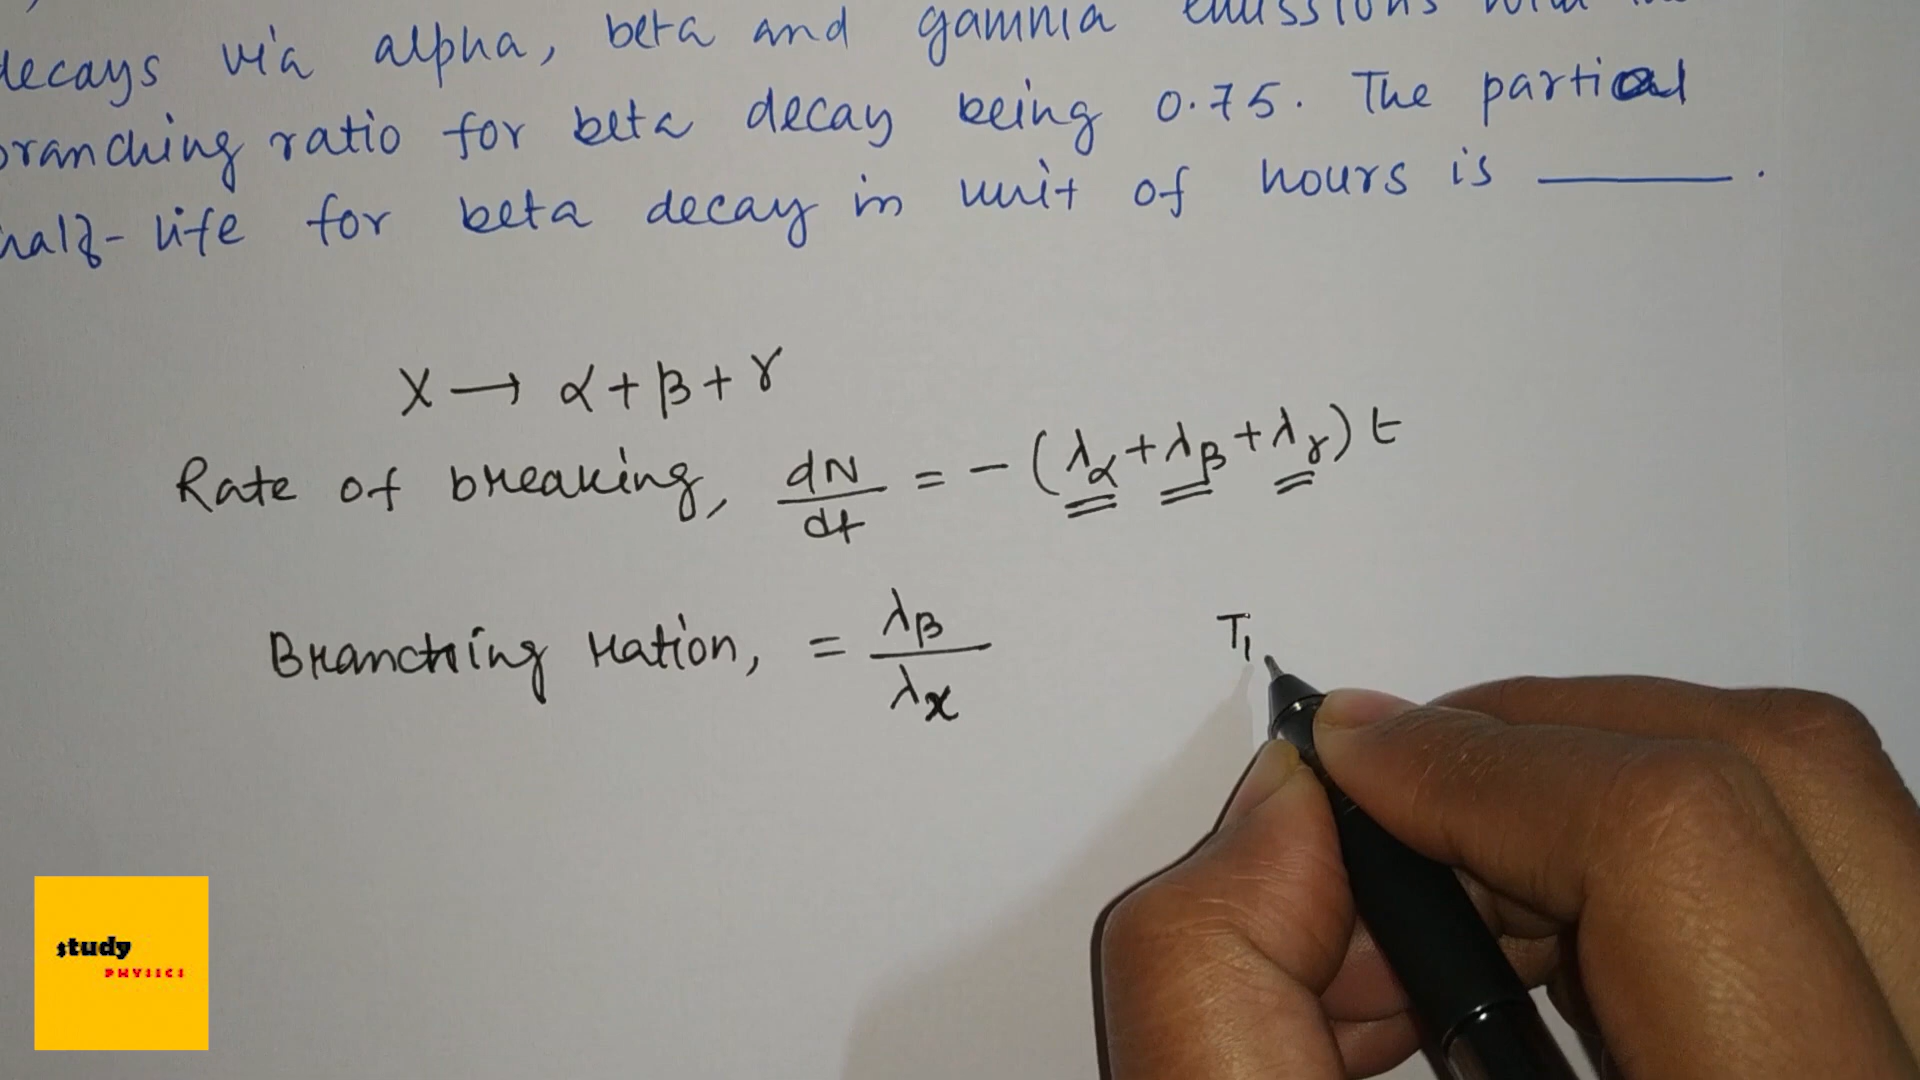 decays via alpha, beta and gamma emissions
branching ratio for beta decay being 0.75. The partial
half-life for beta decay in unit of hours is ______.
X → α + β + γ
Rate of breaking, dN/dt = - (λα + λβ + λγ) t
Branching ration, = λβ/λx
T1
study
PHYSICS